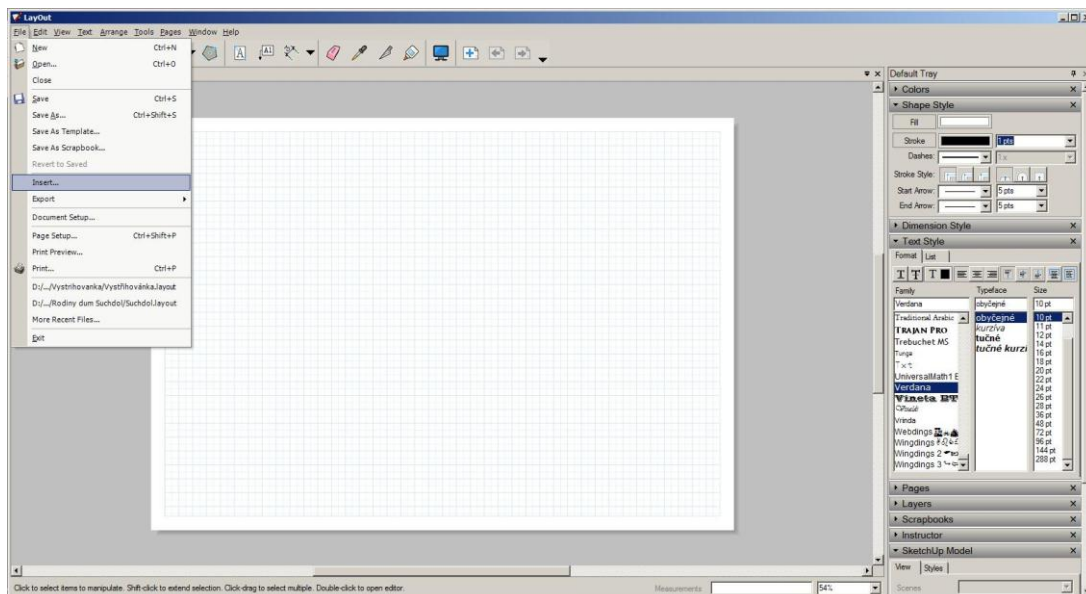 LayOut
File Edit View Text Arrange Tools Pages Window Help
New Ctrl+N
Open... Ctrl+O
Close
Save Ctrl+S
Save As... Ctrl+Shift+S
Save As Template...
Save As Scrapbook...
Revert to Saved
Insert...
Export
Document Setup...
Page Setup... Ctrl+Shift+P
Print Preview...
Print... Ctrl+P
D:/.../Vystrihovanka/Vystřihovánka.layout
D:/.../Rodiny dum Suchdol/Suchdol.layout
More Recent Files...
Exit
Default Tray
Colors
Shape Style
Fill
Stroke 1 pts
Dashes: 1x
Stroke Style:
Start Arrow: 5 pts
End Arrow: 5 pts
Dimension Style
Text Style
Format List
Family Typeface Size
Verdana obyčejné 10 pt
Traditional Arabic obyčejné 10 pt
TRAJAN PRO kurzíva 11 pt
Trebuchet MS tučné 12 pt
Tunga tučné kurzí 14 pt
16 pt
18 pt
UniversalMath1 20 pt
Verdana 22 pt
Vineta BT 24 pt
26 pt
Vrinda 28 pt
Webdings 36 pt
Wingdings 48 pt
Wingdings 2 72 pt
Wingdings 3 96 pt
144 pt
288 pt
Pages
Layers
Scrapbooks
Instructor
SketchUp Model
View Styles
Scenes
Click to select items to manipulate. Shift-click to extend selection. Click-drag to select multiple. Double-click to open editor.
Measurements 54%